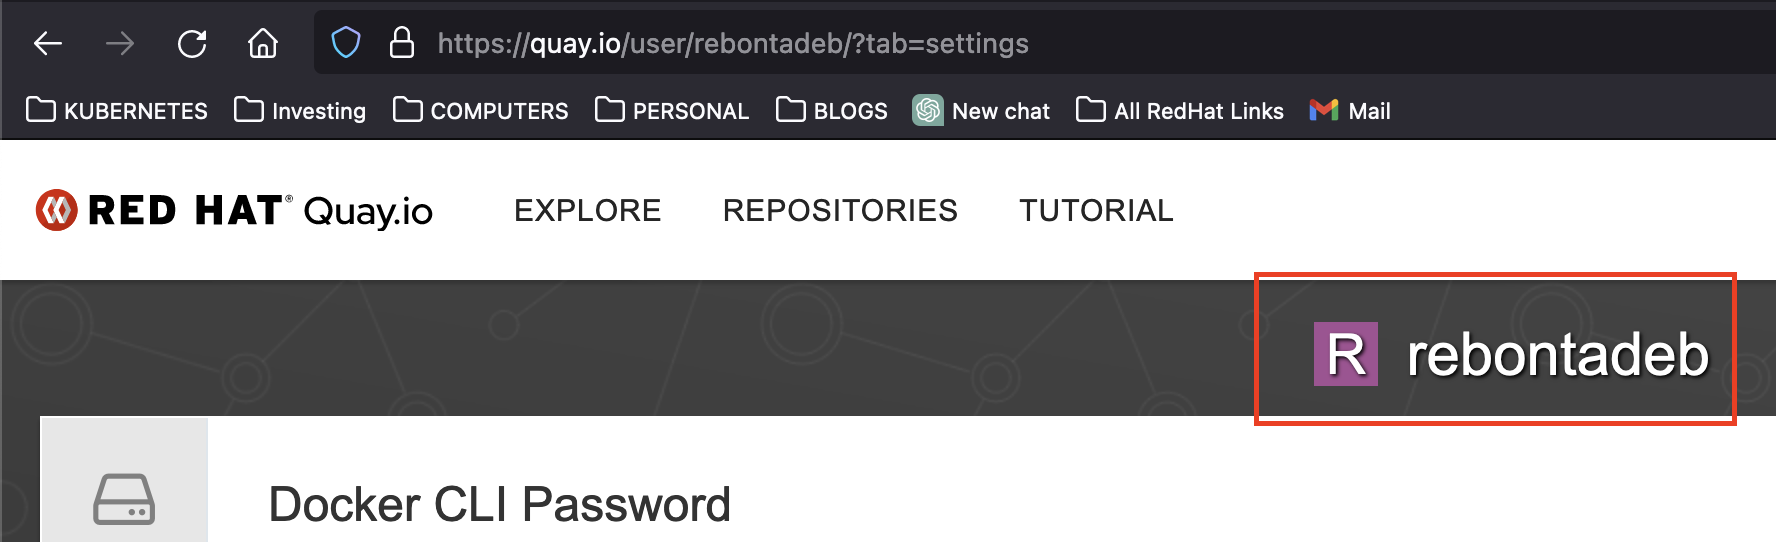 https://quay.io/user/rebontadeb/?tab=settings
KUBERNETES Investing COMPUTERS PERSONAL BLOGS New chat All RedHat Links Mail
RED HAT® Quay.io EXPLORE REPOSITORIES TUTORIAL
R rebontadeb
Docker CLI Password